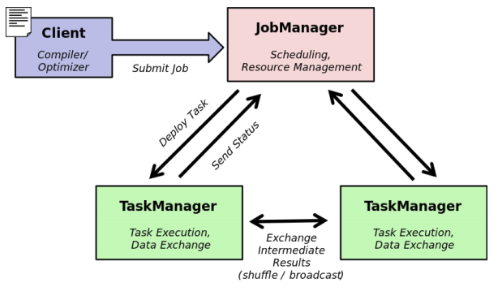 Client
Compiler/
Optimizer
Submit Job
JobManager
Scheduling,
Resource Management
Deploy Task
Send Status
TaskManager
Task Execution,
Data Exchange
Exchange
Intermediate
Results
(shuffle / broadcast)
TaskManager
Task Execution,
Data Exchange